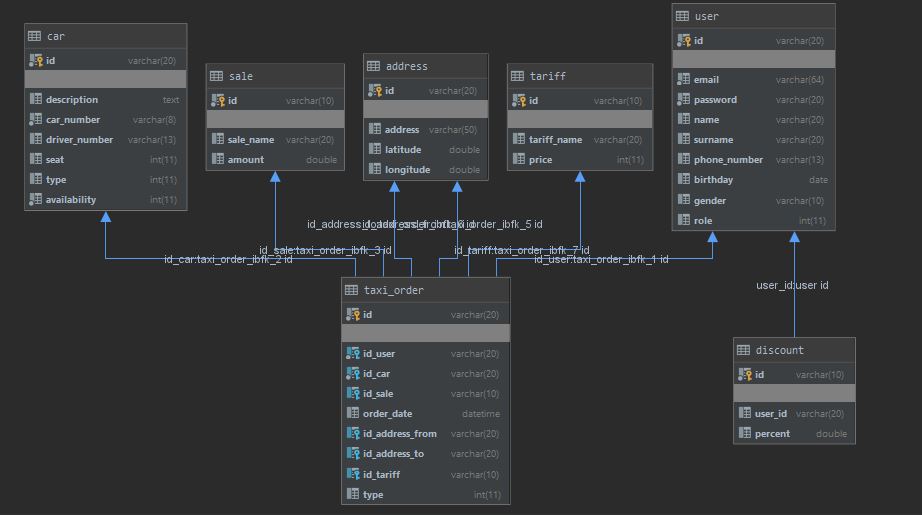 car
id varchar(20)
description text
car_number varchar(8)
driver_number varchar(13)
seat int(11)
type int(11)
availability int(11)
sale
id varchar(10)
sale_name varchar(20)
amount double
address
id varchar(20)
address varchar(50)
latitude double
longitude double
tariff
id varchar(10)
tariff_name varchar(20)
price int(11)
user
id varchar(20)
email varchar(64)
password varchar(20)
name varchar(20)
surname varchar(20)
phone_number varchar(13)
birthday date
gender varchar(10)
role int(11)
id_sale:taxi_order_ibfk_3 id
id_tariff:taxi_order_ibfk_7 id
id_car:taxi_order_ibfk_2 id
id_user:taxi_order_ibfk_1 id
user_id:user id
taxi_order
id varchar(20)
id_user varchar(20)
id_car varchar(20)
id_sale varchar(10)
order_date datetime
id_address_from varchar(20)
id_address_to varchar(20)
id_tariff varchar(10)
type int(11)
discount
id varchar(10)
user_id varchar(20)
percent double